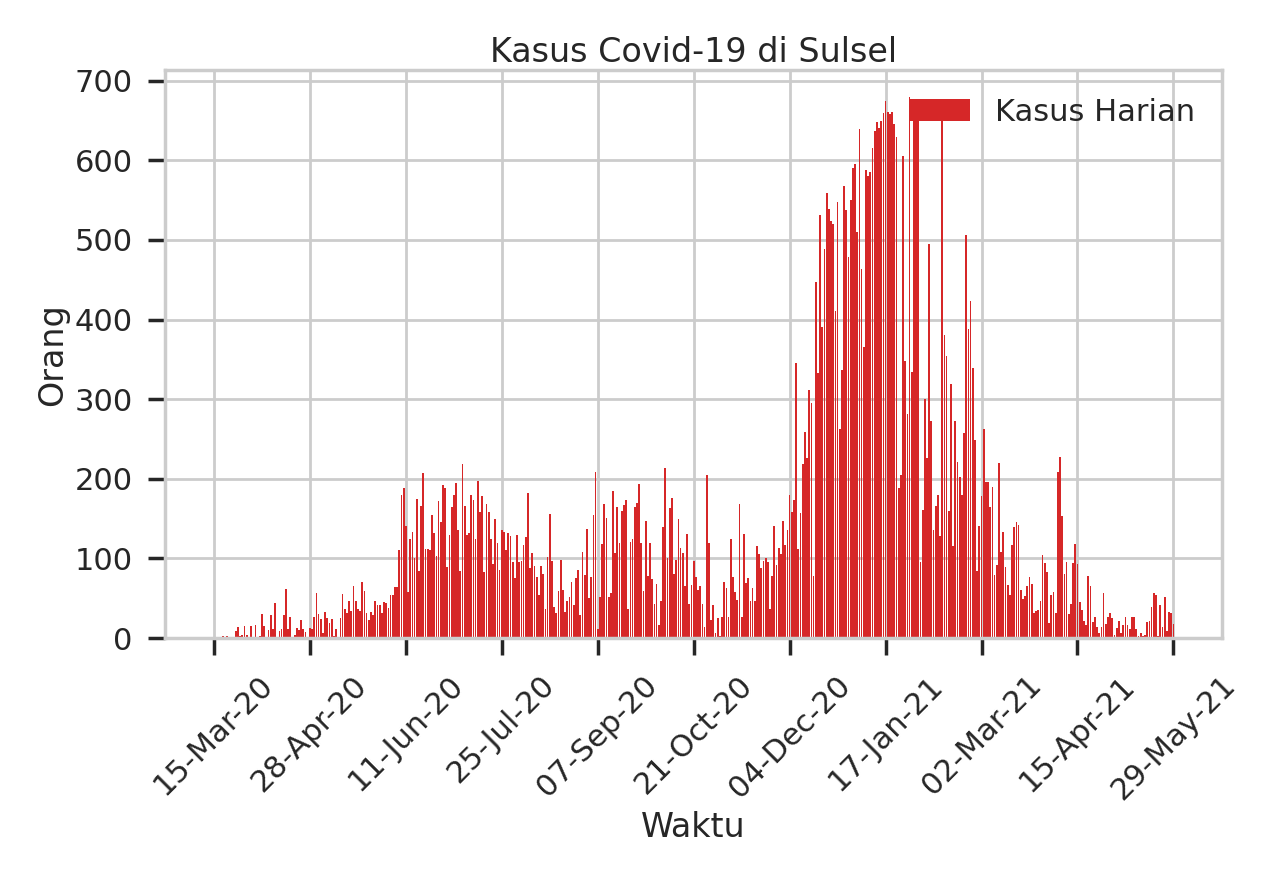 Kasus Covid-19 di Sulsel
Kasus Harian
Orang
700
600
500
400
300
200
100
0
15-Mar-20
28-Apr-20
11-Jun-20
25-Jul-20
07-Sep-20
21-Oct-20
04-Dec-20
17-Jan-21
02-Mar-21
15-Apr-21
29-May-21
Waktu